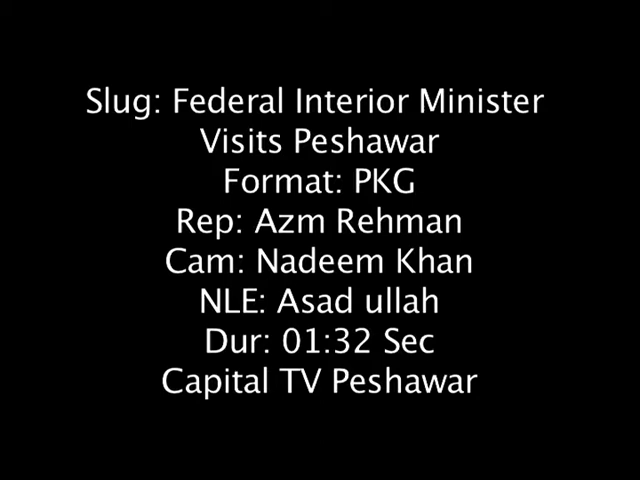 Slug: Federal Interior Minister
Visits Peshawar
Format: PKG
Rep: Azm Rehman
Cam: Nadeem Khan
NLE: Asad ullah
Dur: 01:32 Sec
Capital TV Peshawar